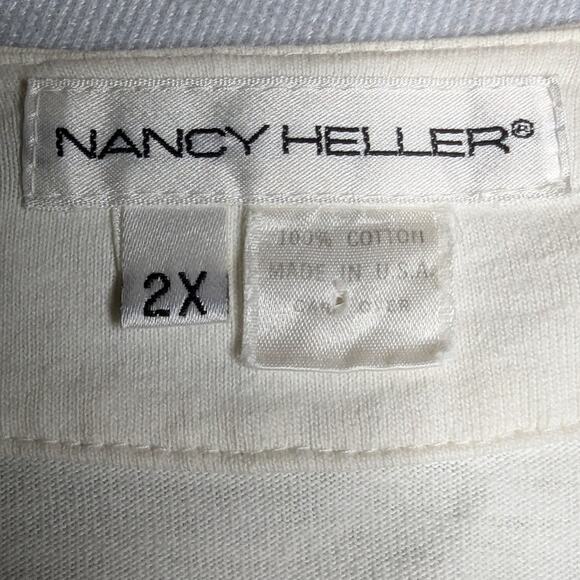 NANCY HELLER®
2X
100% COTTON
MADE IN U.S.A.